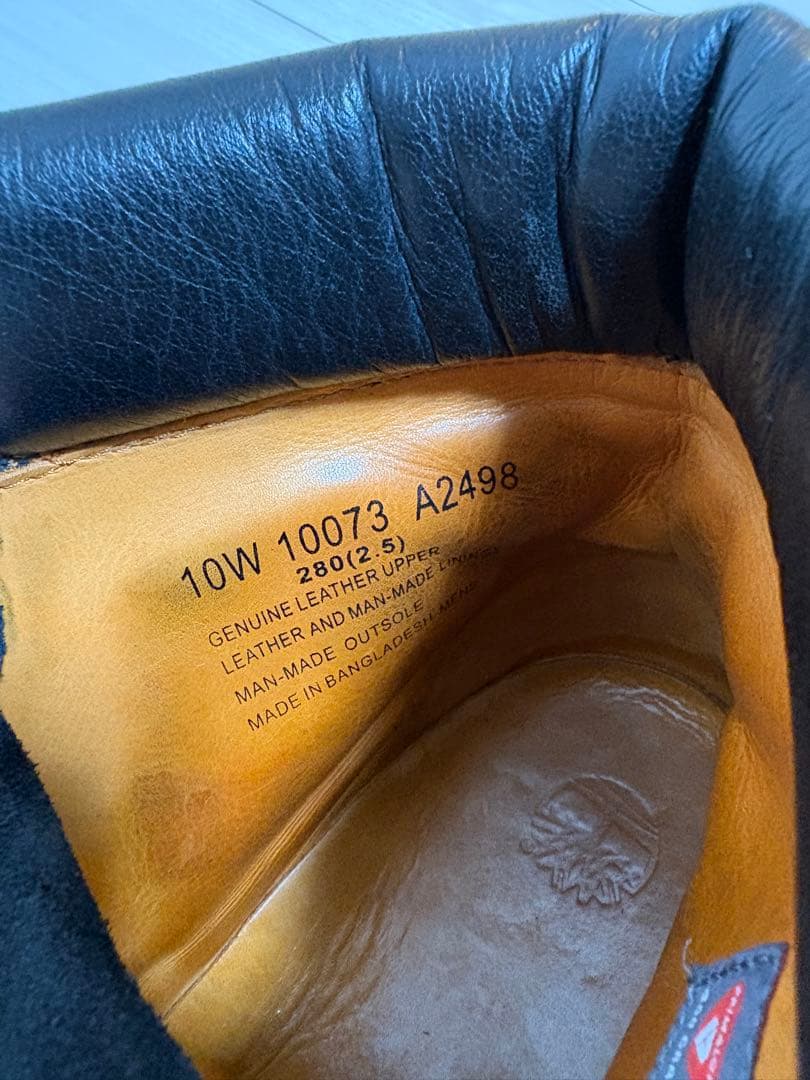 10W 10073 A2498
280(2.5)
GENUINE LEATHER UPPER
LEATHER AND MAN-MADE LINING
MAN-MADE OUTSOLE
MADE IN BANGLADESH